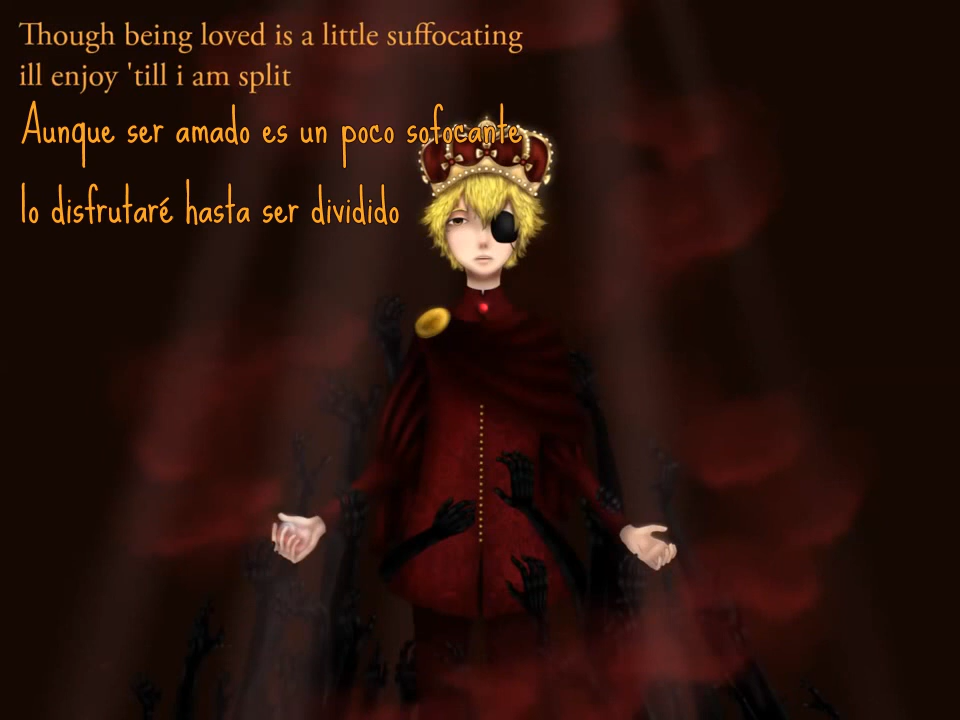 Though being loved is a little suffocating
ill enjoy 'till i am split
Aunque ser amado es un poco sofocante
lo disfrutaré hasta ser dividido